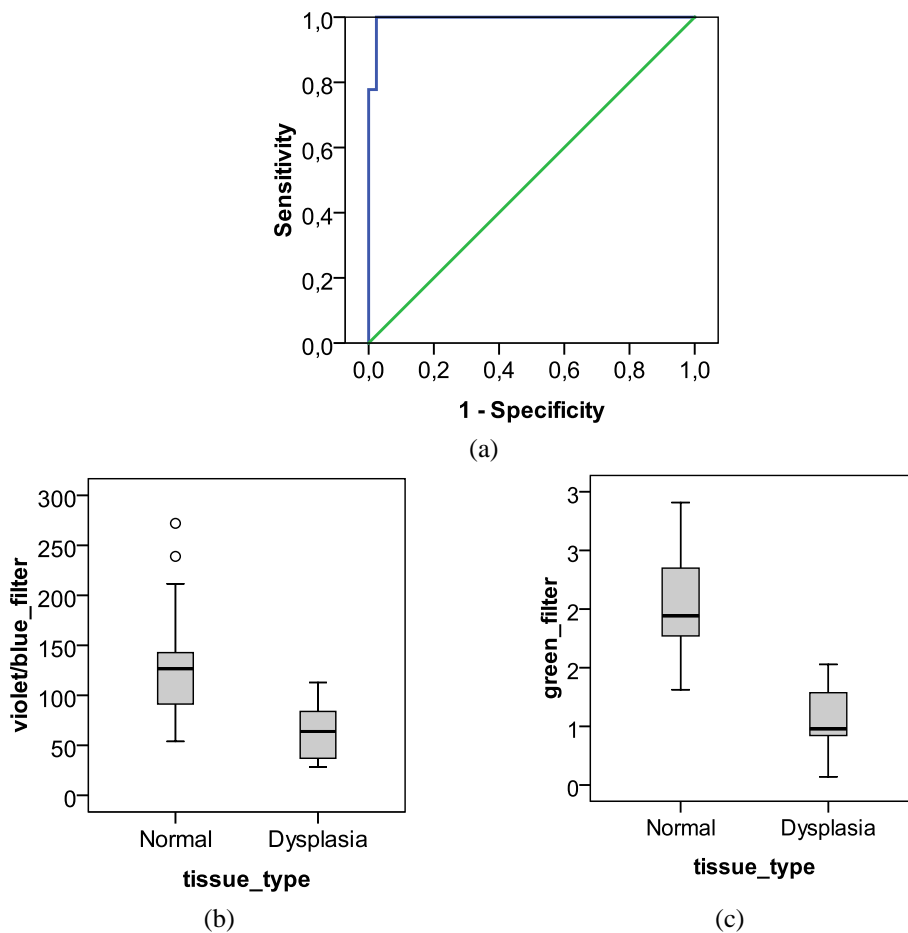 1,0
0,8
0,6
0,4
0,2
0,0
Sensitivity
0,0 0,2 0,4 0,6 0,8 1,0
1 - Specificity
(a)
300
250
200
150
100
50
0
violet/blue_filter
Normal Dysplasia
tissue_type
(b)
3
3
2
2
1
0
green_filter
Normal Dysplasia
tissue_type
(c)